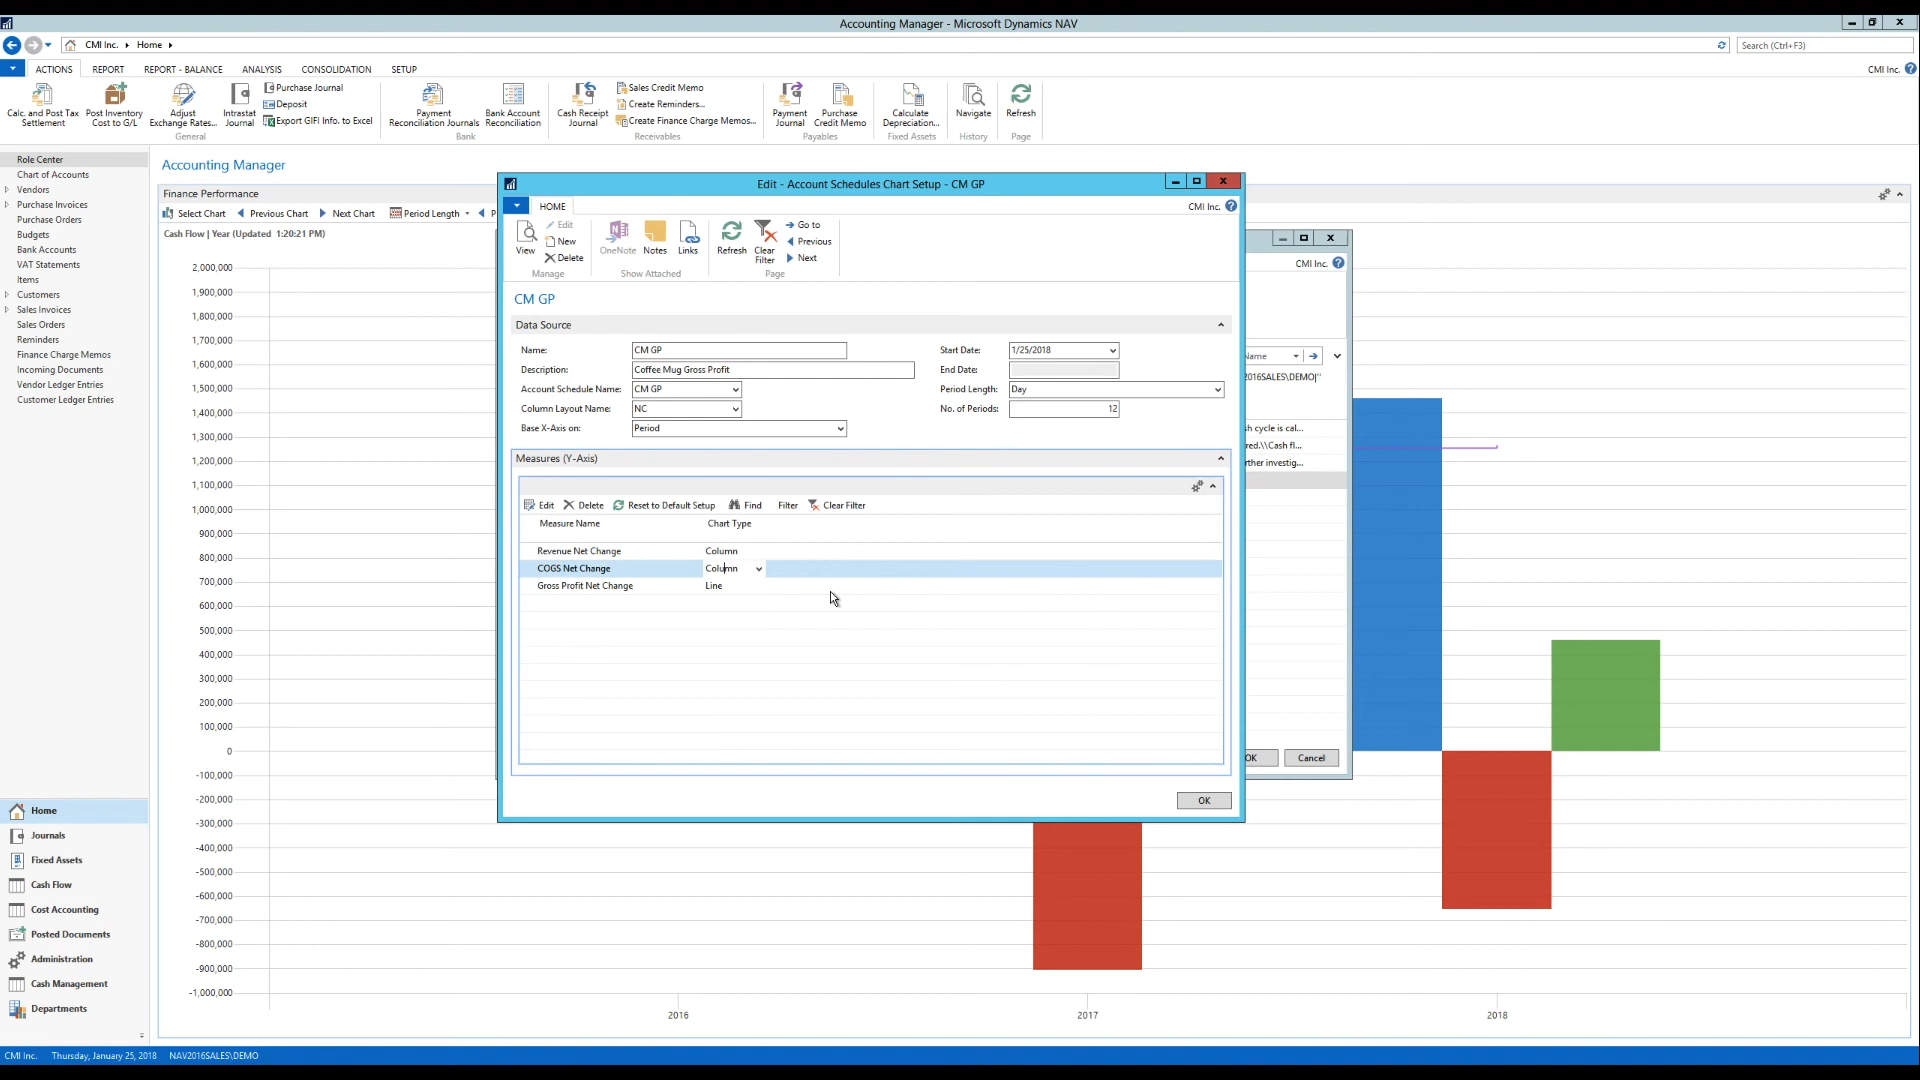 Accounting Manager - Microsoft Dynamics NAV
CMI Inc. Home
Search (Ctrl+F3)
ACTIONS REPORT REPORT - BALANCE ANALYSIS CONSOLIDATION SETUP
CMI Inc.
Calc. and Post Tax Settlement
Post Inventory Cost to G/L
Adjust Exchange Rates...
Intrastat Journal
Purchase Journal
Deposit
Export GIFI Info. to Excel
General
Payment Reconciliation Journals
Bank Account Reconciliation
Bank
Cash Receipt Journal
Sales Credit Memo
Create Reminders...
Create Finance Charge Memos...
Receivables
Payment Journal
Purchase Credit Memo
Payables
Calculate Depreciation...
Fixed Assets
Navigate
History
Refresh
Page
Role Center
Chart of Accounts
Vendors
Purchase Invoices
Purchase Orders
Budgets
Bank Accounts
VAT Statements
Items
Customers
Sales Invoices
Sales Orders
Reminders
Finance Charge Memos
Incoming Documents
Vendor Ledger Entries
Customer Ledger Entries
Home
Journals
Fixed Assets
Cash Flow
Cost Accounting
Posted Documents
Administration
Cash Management
Departments
Accounting Manager
Finance Performance
Select Chart Previous Chart Next Chart Period Length P
Cash Flow | Year (Updated 1:20:21 PM)
2,000,000
1,900,000
1,800,000
1,700,000
1,600,000
1,500,000
1,400,000
1,300,000
1,200,000
1,100,000
1,000,000
900,000
800,000
700,000
600,000
500,000
400,000
300,000
200,000
100,000
0
-100,000
-200,000
-300,000
-400,000
-500,000
-600,000
-700,000
-800,000
-900,000
-1,000,000
2016 2017 2018
Edit - Account Schedules Chart Setup - CM GP
HOME
CMI Inc.
View
Edit
New
Delete
Manage
OneNote
Notes
Links
Show Attached
Refresh
Clear Filter
Go to
Previous
Next
Page
CM GP
Data Source
Name: CM GP
Description: Coffee Mug Gross Profit
Account Schedule Name: CM GP
Column Layout Name: NC
Base X-Axis on: Period
Start Date: 1/25/2018
End Date:
Period Length: Day
No. of Periods: 12
Measures (Y-Axis)
Edit Delete Reset to Default Setup Find Filter Clear Filter
Measure Name Chart Type
Revenue Net Change Column
COGS Net Change Column
Gross Profit Net Change Line
OK
CMI Inc.
Name
2016SALES\DEMO|''
h cycle is cal...
red.\\Cash fl...
rther investig...
OK Cancel
CMI Inc. Thursday, January 25, 2018 NAV2016SALES\DEMO